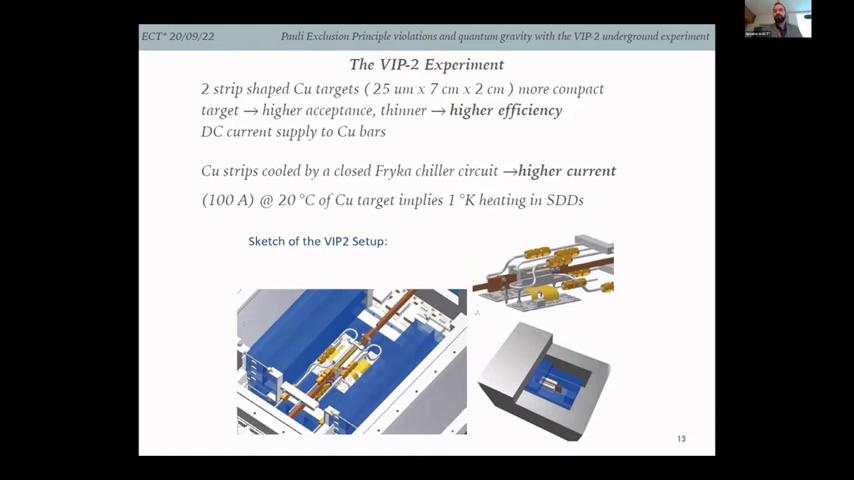 ECT* 20/09/22
Pauli Exclusion Principle violations and quantum gravity with the VIP-2 underground experiment
The VIP-2 Experiment
2 strip shaped Cu targets ( 25 um x 7 cm x 2 cm ) more compact
target → higher acceptance, thinner → higher efficiency
DC current supply to Cu bars
Cu strips cooled by a closed Fryka chiller circuit →higher current
(100 A) @ 20 °C of Cu target implies 1 °K heating in SDDs
Sketch of the VIP2 Setup:
13